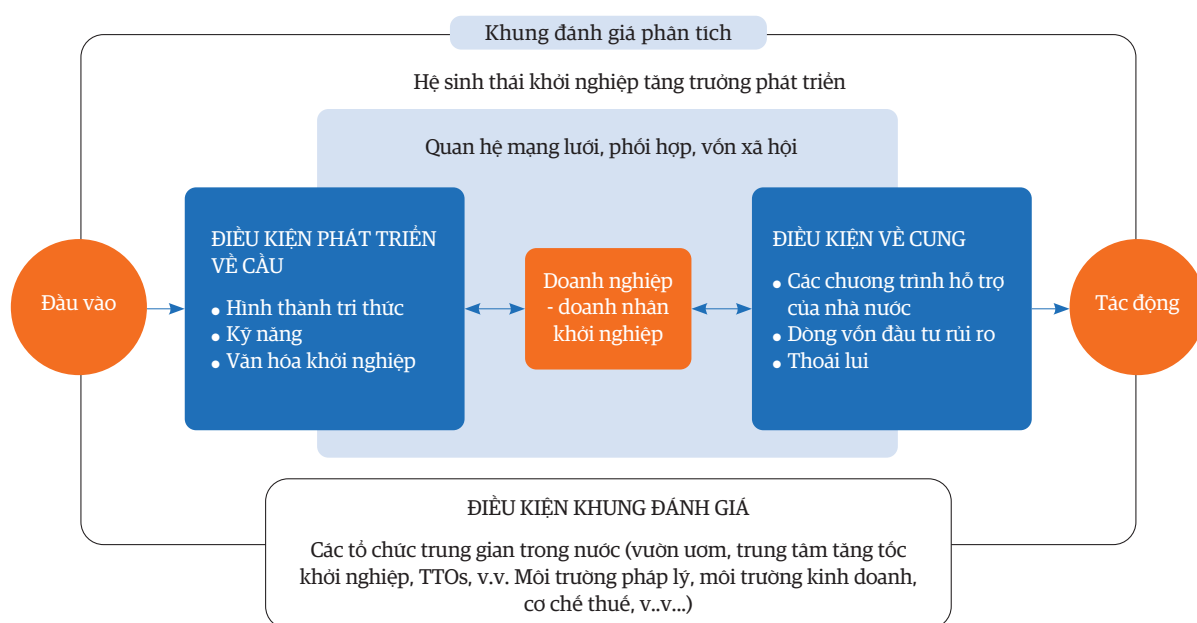 Khung đánh giá phân tích
Hệ sinh thái khởi nghiệp tăng trưởng phát triển
Quan hệ mạng lưới, phối hợp, vốn xã hội
Đầu vào
ĐIỀU KIỆN PHÁT TRIỂN
VỀ CẦU
• Hình thành tri thức
• Kỹ năng
• Văn hóa khởi nghiệp
Doanh nghiệp
- doanh nhân
khởi nghiệp
ĐIỀU KIỆN VỀ CUNG
• Các chương trình hỗ trợ
của nhà nước
• Dòng vốn đầu tư rủi ro
• Thoái lui
Tác động
ĐIỀU KIỆN KHUNG ĐÁNH GIÁ
Các tổ chức trung gian trong nước (vườn ươm, trung tâm tăng tốc
khởi nghiệp, TTOs, v.v. Môi trường pháp lý, môi trường kinh doanh,
cơ chế thuế, v..v...)